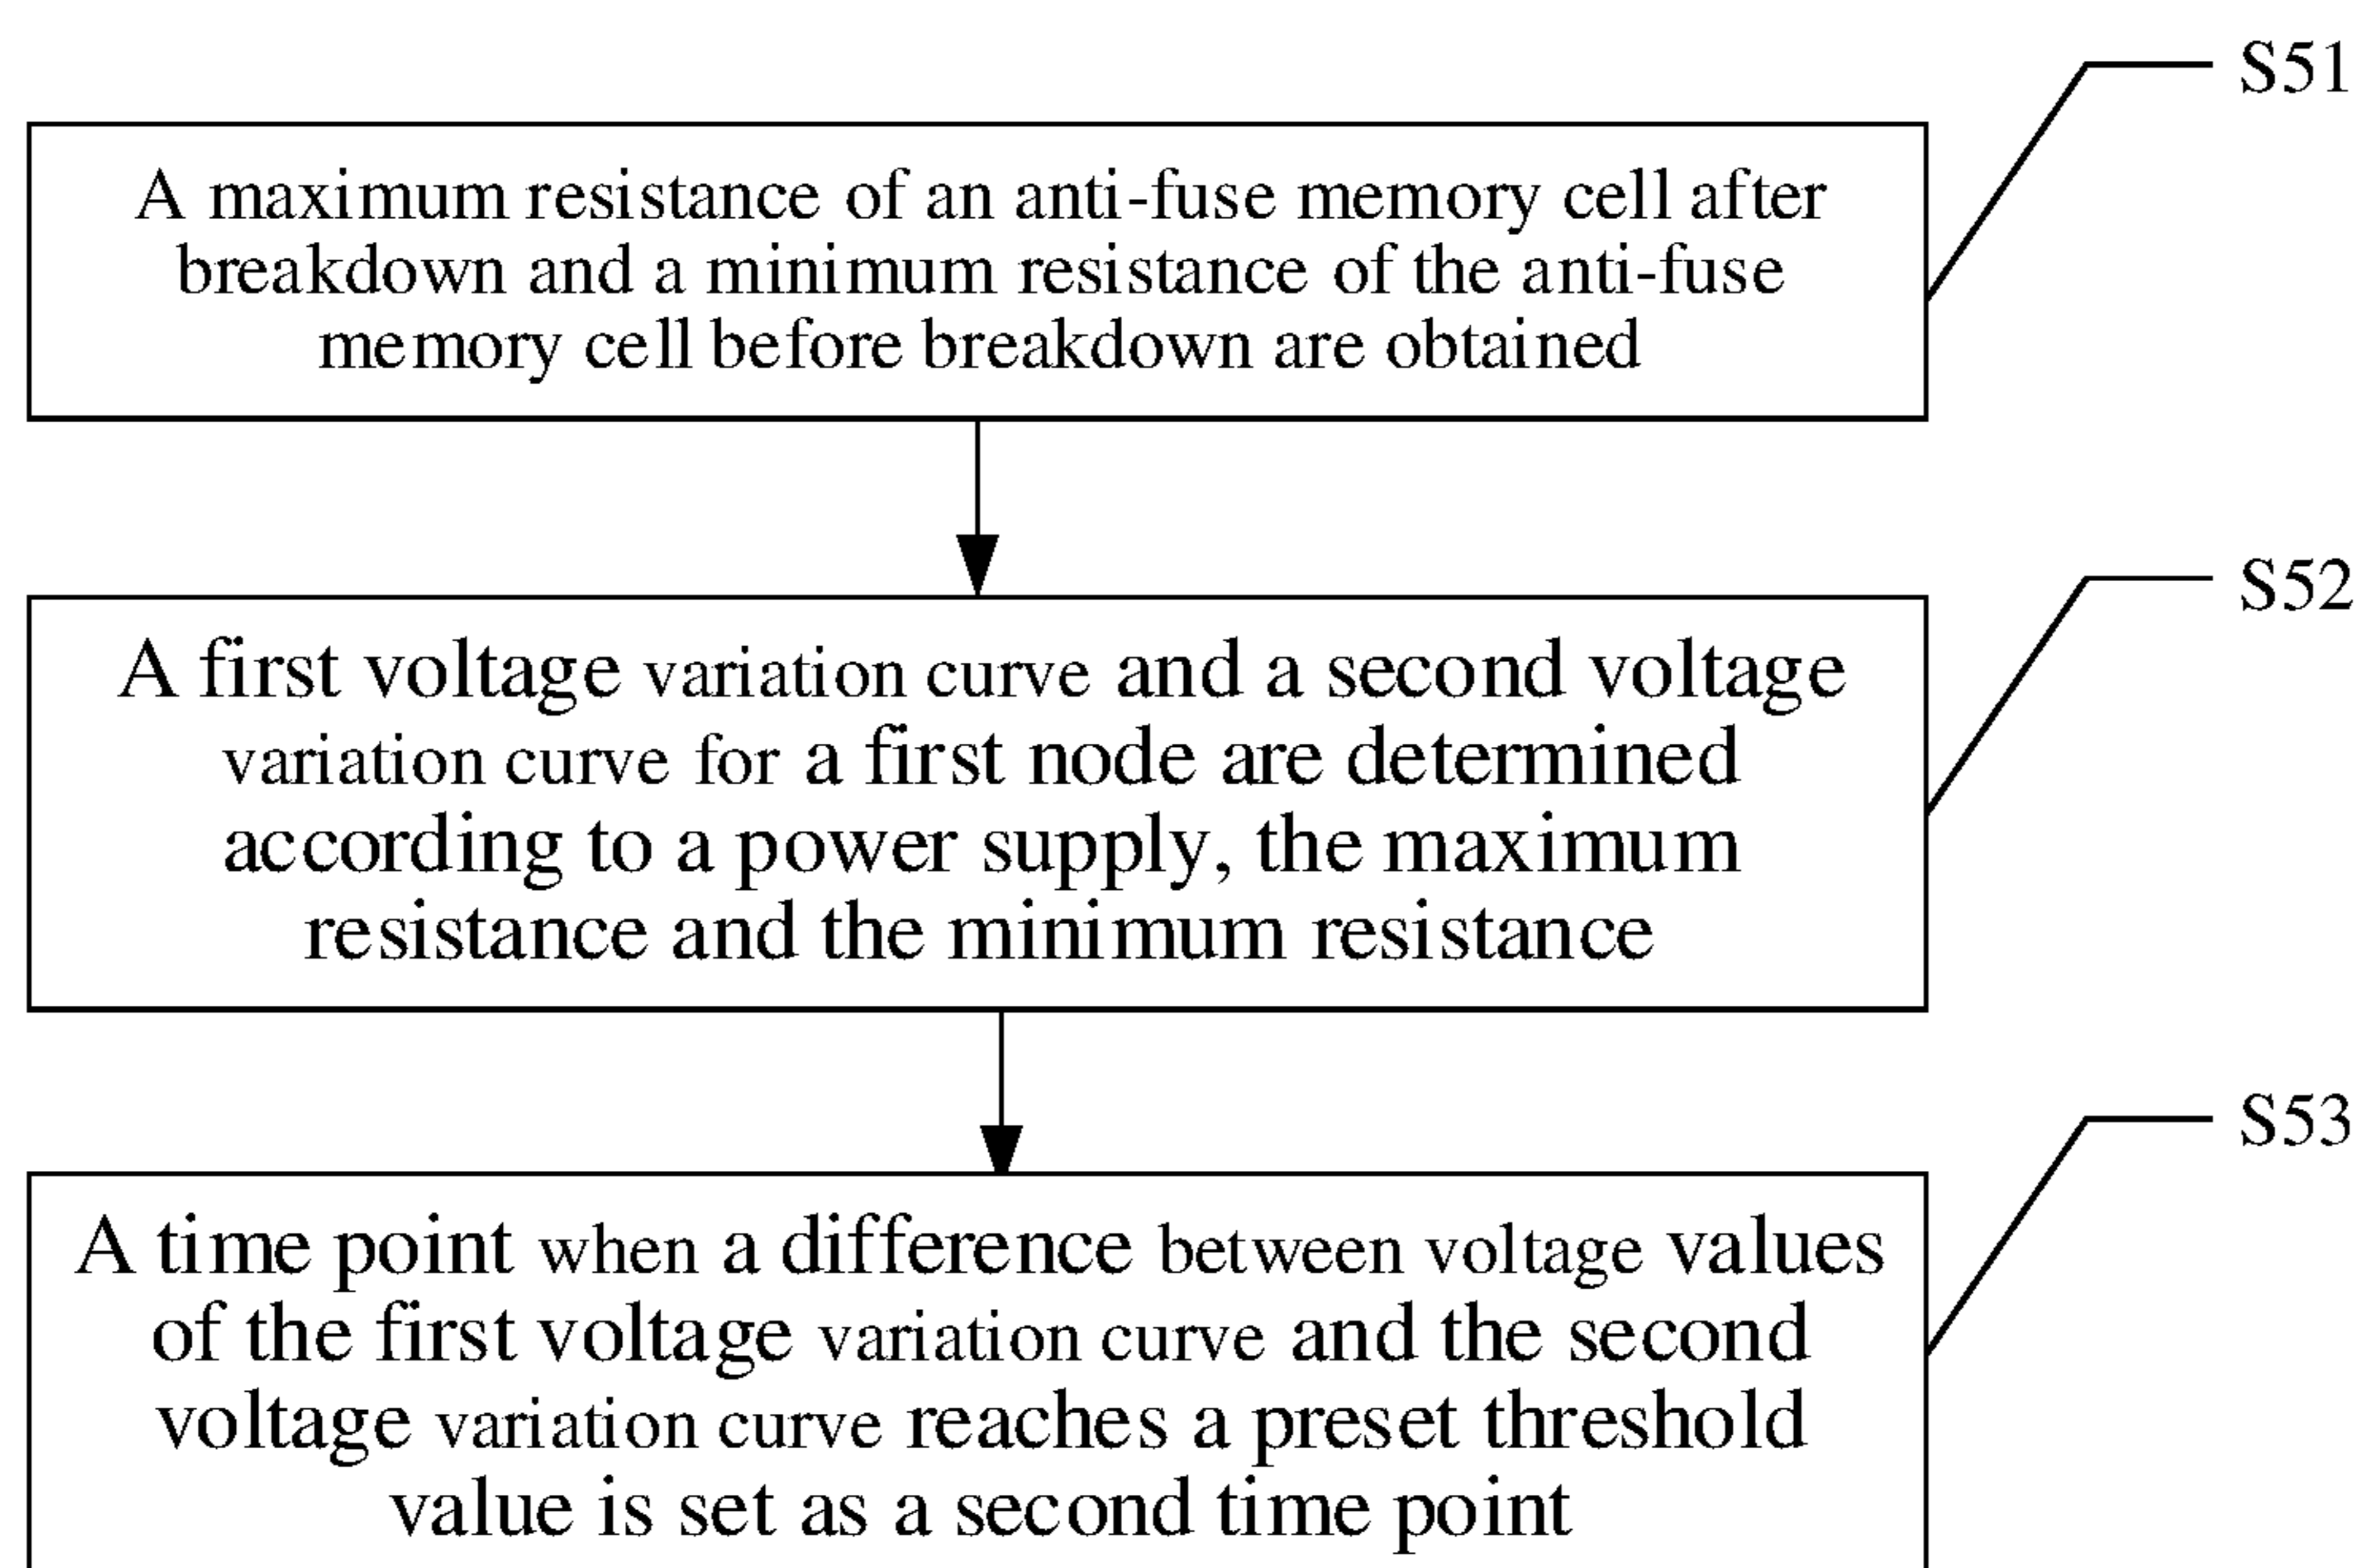 S51
A maximum resistance of an anti-fuse memory cell after
breakdown and a minimum resistance of the anti-fuse
memory cell before breakdown are obtained
S52
A first voltage variation curve and a second voltage
variation curve for a first node are determined
according to a power supply, the maximum
resistance and the minimum resistance
S53
A time point when a difference between voltage values
of the first voltage variation curve and the second
voltage variation curve reaches a preset threshold
value is set as a second time point